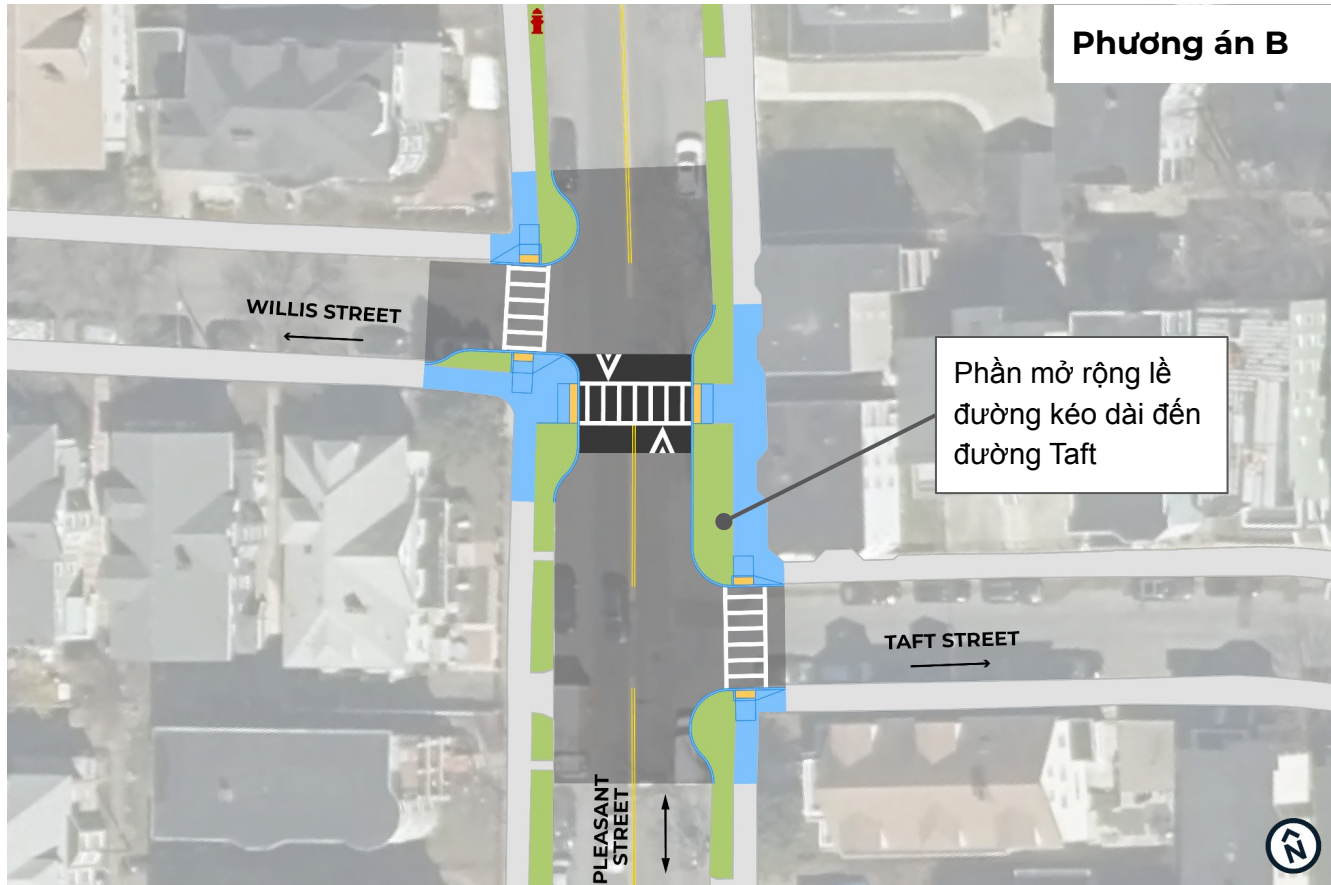 Phương án B
WILLIS STREET
Phần mở rộng lề
đường kéo dài đến
đường Taft
TAFT STREET
PLEASANT
STREET
N